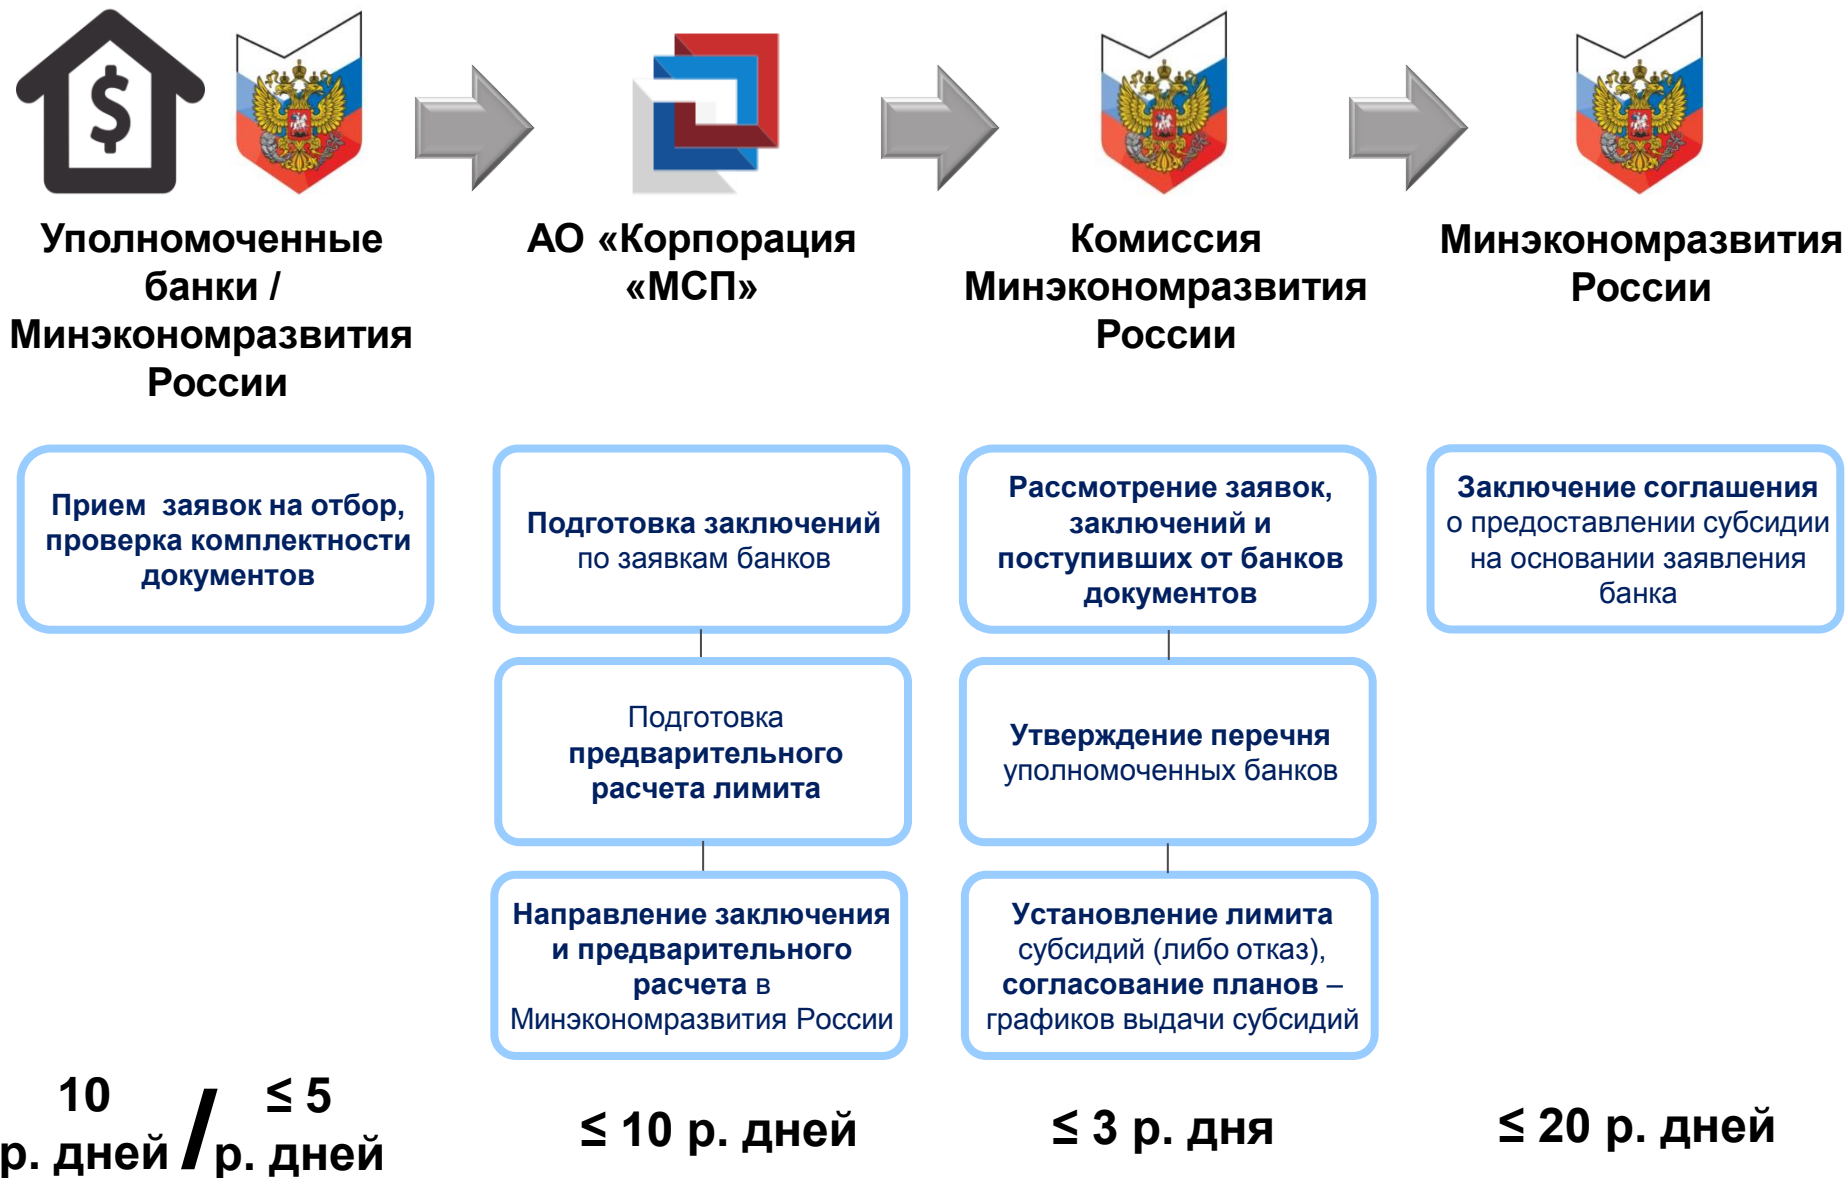 $
Уполномоченные
банки /
Минэкономразвития
России
АО «Корпорация
«МСП»
Комиссия
Минэкономразвития
России
Минэкономразвития
России
Прием заявок на отбор,
проверка комплектности
документов
Подготовка заключений
по заявкам банков
Подготовка
предварительного
расчета лимита
Направление заключения
и предварительного
расчета в
Минэкономразвития России
Рассмотрение заявок,
заключений и
поступивших от банков
документов
Утверждение перечня
уполномоченных банков
Установление лимита
субсидий (либо отказ),
согласование планов –
графиков выдачи субсидий
Заключение соглашения
о предоставлении субсидии
на основании заявления
банка
10
р. дней
/
≤ 5
р. дней
≤ 10 р. дней
≤ 3 р. дня
≤ 20 р. дней